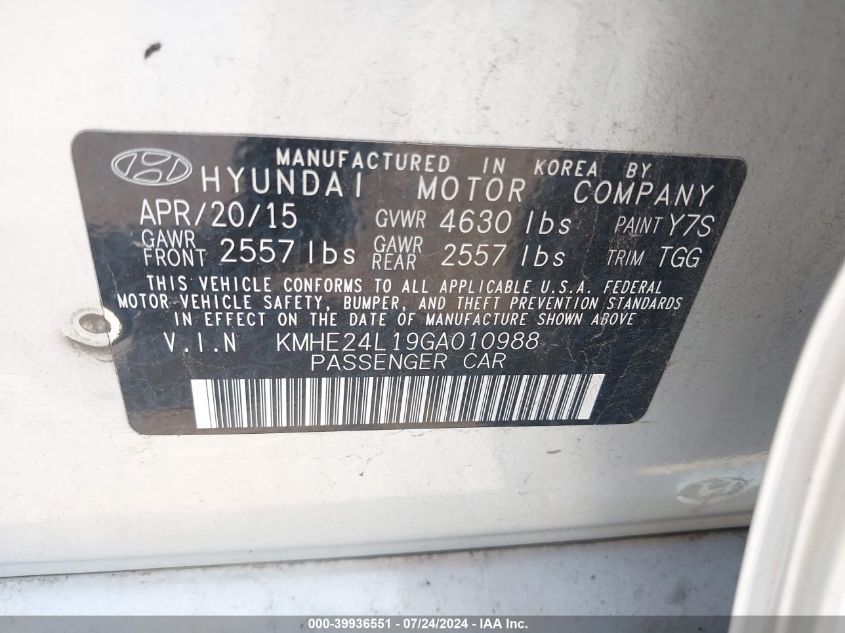 MANUFACTURED IN KOREA BY
HYUNDAI MOTOR COMPANY
APR/20/15 GVWR 4630 lbs PAINT Y7S
GAWR FRONT 2557 lbs GAWR REAR 2557 lbs TRIM TGG
THIS VEHICLE CONFORMS TO ALL APPLICABLE U.S.A. FEDERAL
MOTOR VEHICLE SAFETY, BUMPER, AND THEFT PREVENTION STANDARDS
IN EFFECT ON THE DATE OF MANUFACTURE SHOWN ABOVE
V.I.N KMHE24L19GA010988
PASSENGER CAR
000-39936551 - 07/24/2024 - IAA Inc.